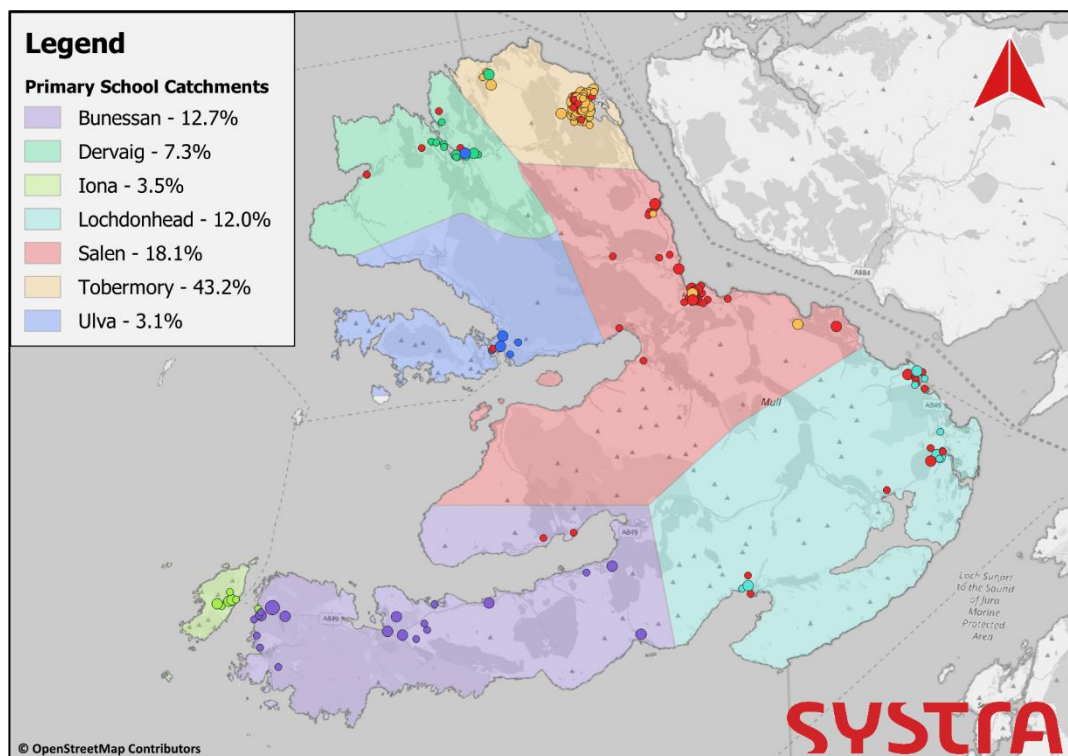 Legend
Primary School Catchments
Bunessan - 12.7%
Dervaig - 7.3%
Iona - 3.5%
Lochdonhead - 12.0%
Salen - 18.1%
Tobermory - 43.2%
Ulva - 3.1%
A884
Mull
A849
A849
A849
Loch Sunart
to the Sound
of Jura
Marine
Protected
Area
SYSTRA
© OpenStreetMap Contributors